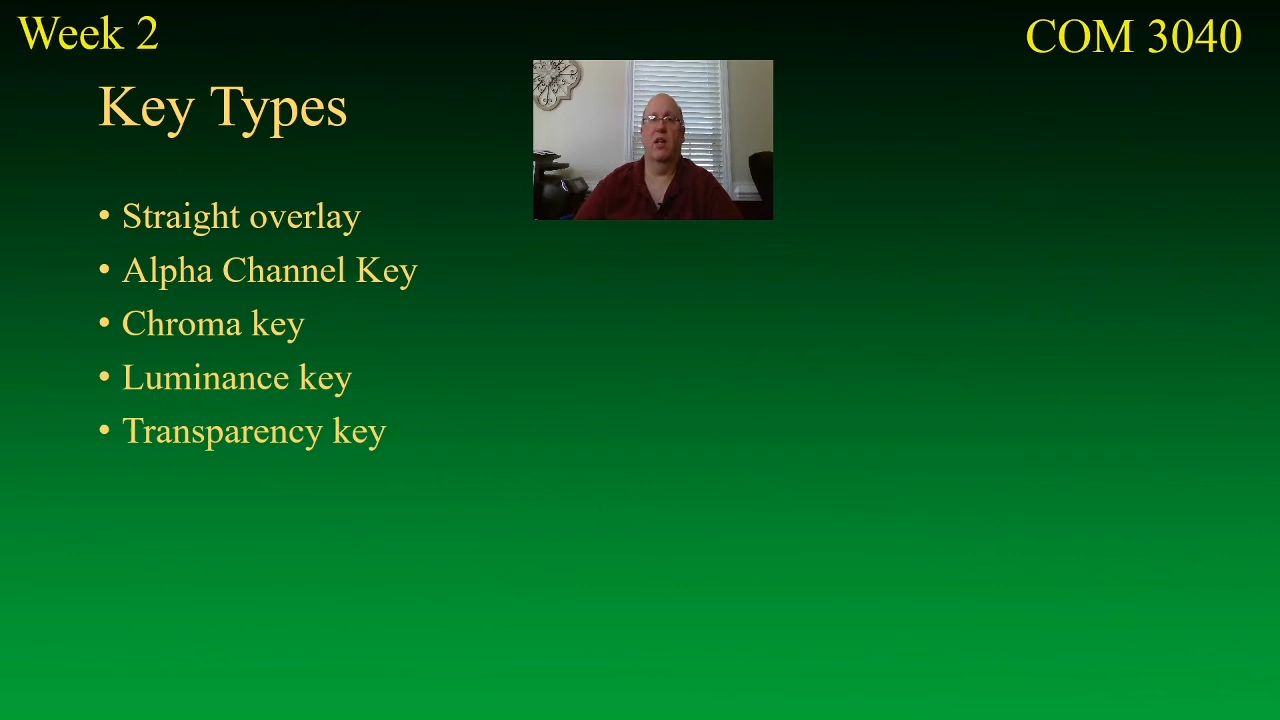 Week 2
COM 3040
Key Types
• Straight overlay
• Alpha Channel Key
• Chroma key
• Luminance key
• Transparency key